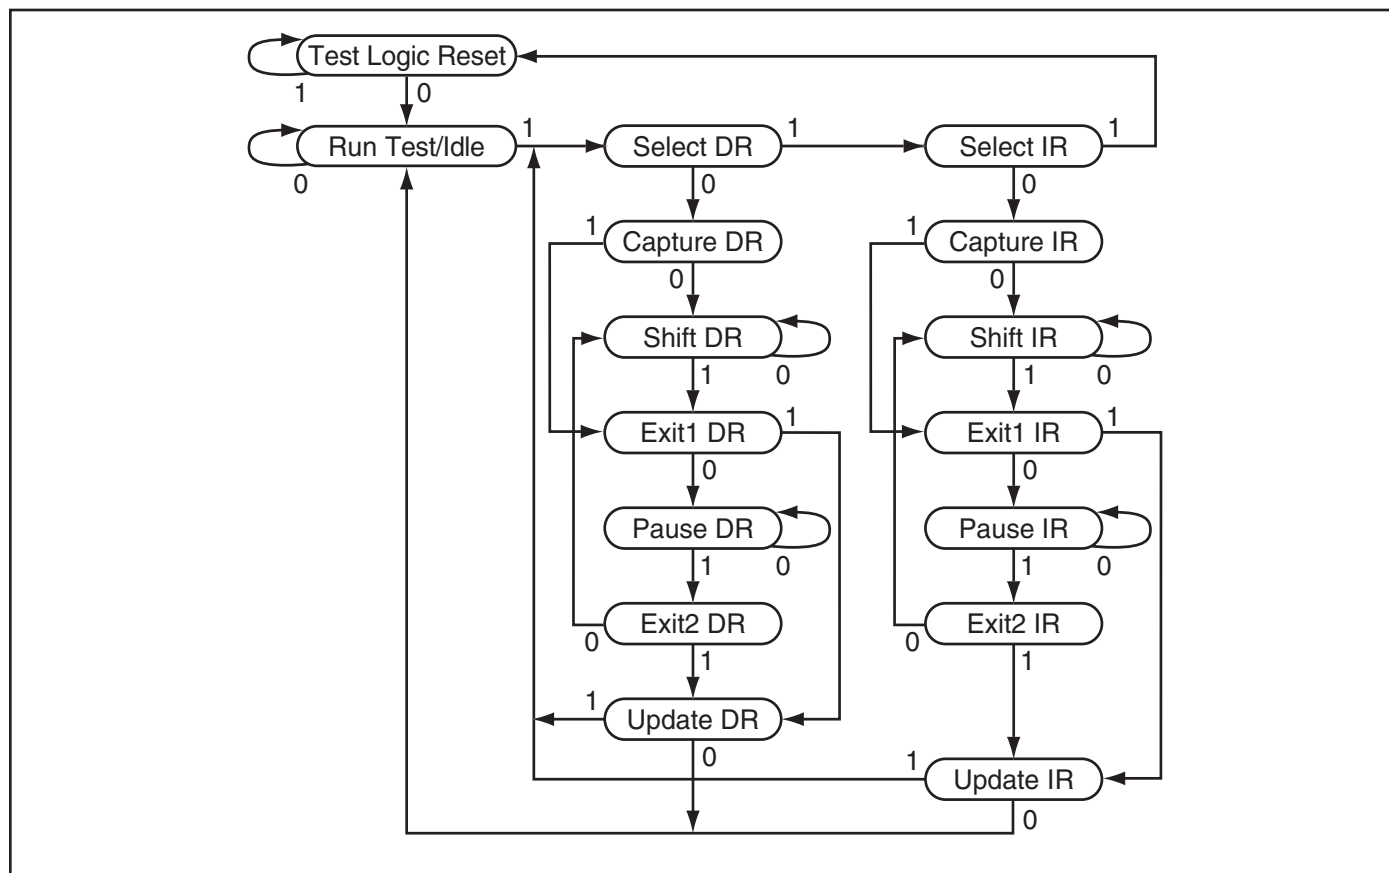 Test Logic Reset
1
0
Run Test/Idle
1
Select DR
1
Select IR
1
0
0
0
1
Capture DR
1
Capture IR
0
0
Shift DR
Shift IR
1
0
1
0
Exit1 DR
1
Exit1 IR
1
0
0
Pause DR
Pause IR
1
0
1
0
Exit2 DR
Exit2 IR
0
1
0
1
1
Update DR
0
1
Update IR
0